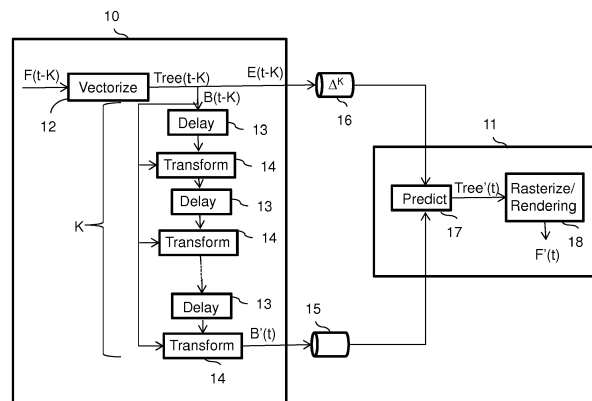 10
F(t-K)
Vectorize
12
Tree(t-K)
E(t-K)
B(t-K)
Δᴷ
16
Delay
13
Transform
14
Delay
13
K
Transform
14
Delay
13
Transform
14
B'(t)
15
11
Predict
17
Tree'(t)
Rasterize/
Rendering
18
F'(t)